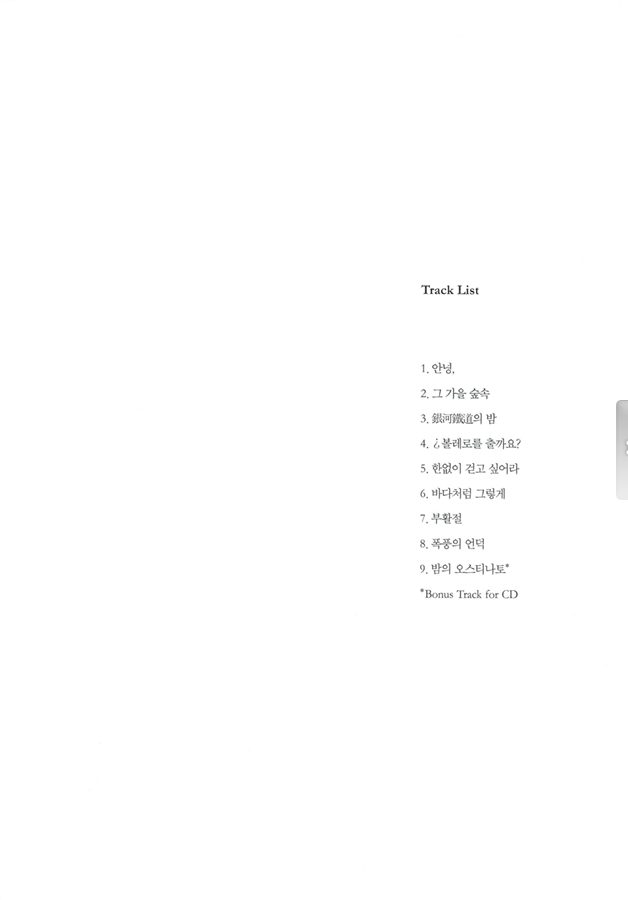 Track List
1. 안녕,
2. 그 가을 숲속
3. 銀河鐵道의 밤
4. ¿ 볼레로를 출까요?
5. 한없이 걷고 싶어라
6. 바다처럼 그렇게
7. 부활절
8. 폭풍의 언덕
9. 밤의 오스티나토*
*Bonus Track for CD